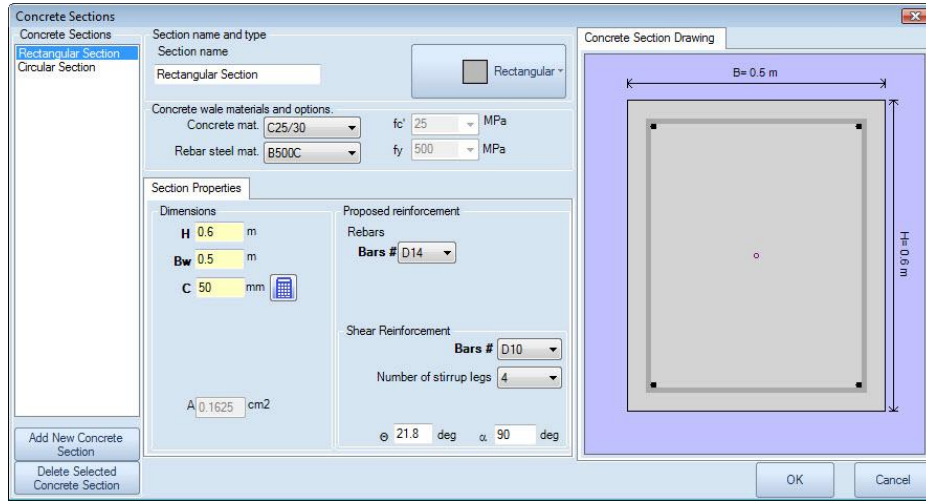 Concrete Sections
Concrete Sections
Rectangular Section
Circular Section
Add New Concrete
Section
Delete Selected
Concrete Section
Section name and type
Section name
Rectangular Section
Rectangular
Concrete wale materials and options.
Concrete mat. C25/30 fc' 25 MPa
Rebar steel mat. B500C fy 500 MPa
Section Properties
Dimensions
H 0.6 m
Bw 0.5 m
C 50 mm
A 0.1625 cm2
Proposed reinforcement
Rebars
Bars # D14
Shear Reinforcement
Bars # D10
Number of stirrup legs 4
Θ 21.8 deg α 90 deg
Concrete Section Drawing
B= 0.5 m
H= 0.6 m
OK Cancel